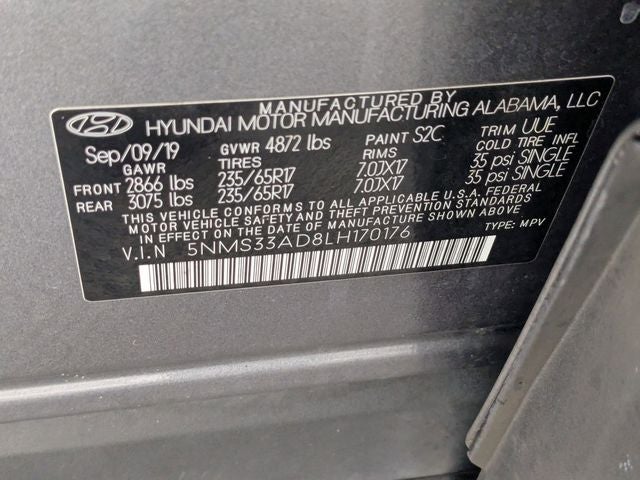 MANUFACTURED BY
HYUNDAI MOTOR MANUFACTURING ALABAMA, LLC
Sep/09/19 GVWR 4872 lbs PAINT S2C TRIM UUE
GAWR TIRES RIMS COLD TIRE INFL
FRONT 2866 lbs 235/65R17 7.0JX17 35 psi SINGLE
REAR 3075 lbs 235/65R17 7.0JX17 35 psi SINGLE
THIS VEHICLE CONFORMS TO ALL APPLICABLE U.S.A. FEDERAL
MOTOR VEHICLE SAFETY AND THEFT PREVENTION STANDARDS
IN EFFECT ON THE DATE OF MANUFACTURE SHOWN ABOVE.
V.I.N 5NMS33AD8LH170176 TYPE: MPV